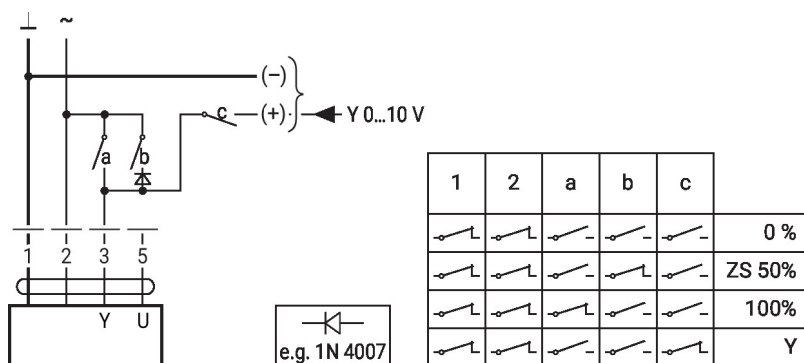 ⊥ ~
(–)
c (+) Y 0...10 V
a b
1 2 3 5
Y U
e.g. 1N 4007
1 2 a b c
0 %
ZS 50%
100%
Y